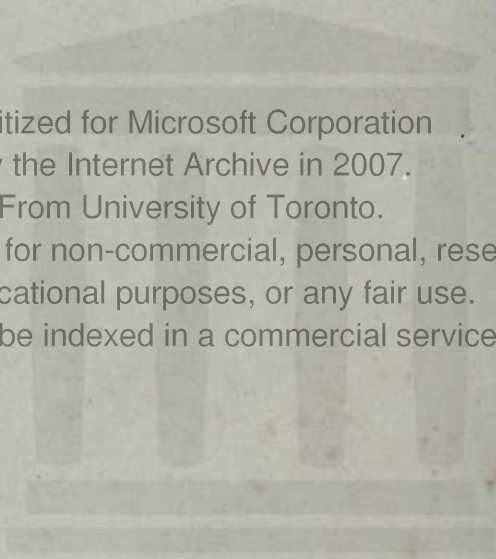 itized for Microsoft Corporation
the Internet Archive in 2007.
From University of Toronto.
for non-commercial, personal, rese
cational purposes, or any fair use.
be indexed in a commercial service